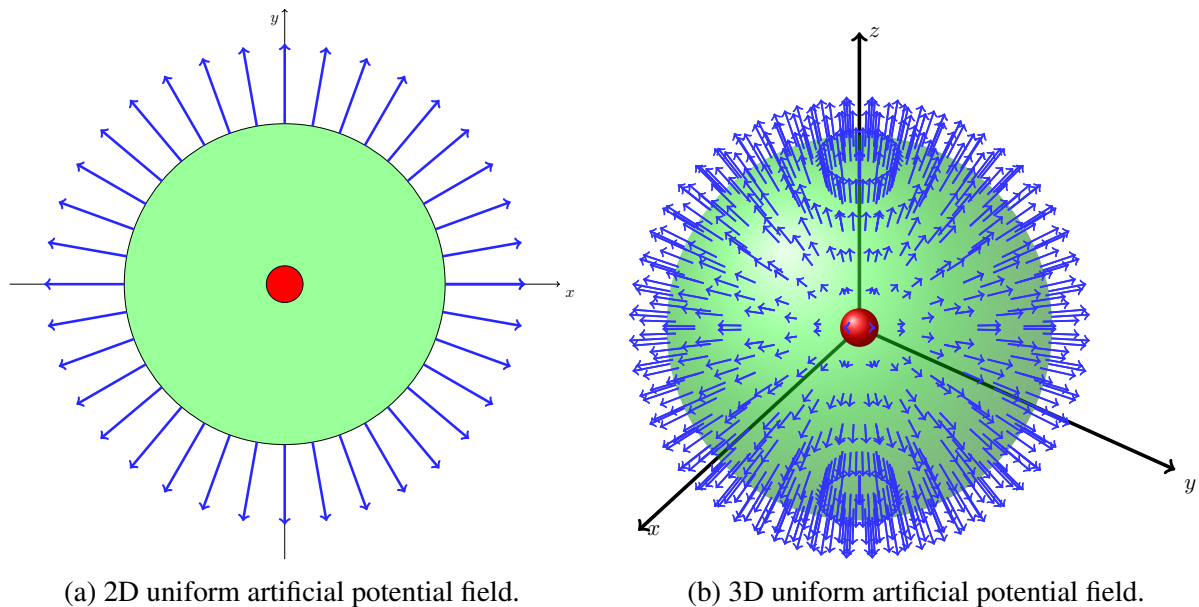 y
x
z
y
x
(a) 2D uniform artificial potential field.
(b) 3D uniform artificial potential field.